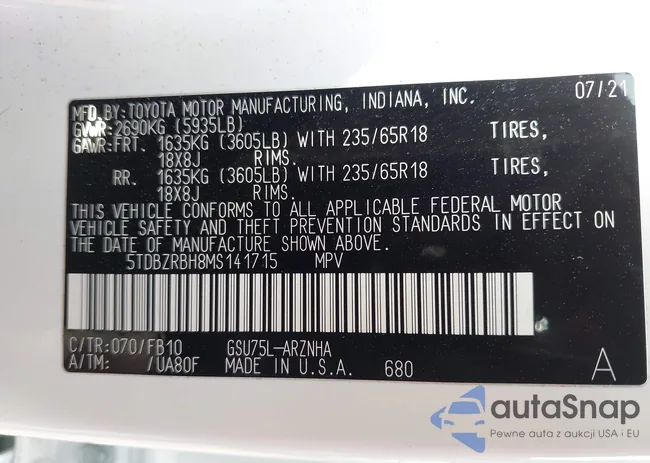 MFD.BY:TOYOTA MOTOR MANUFACTURING, INDIANA, INC. 07/21
GVWR:2690KG (5935LB)
GAWR:FRT. 1635KG (3605LB) WITH 235/65R18 TIRES,
18X8J RIMS.
RR. 1635KG (3605LB) WITH 235/65R18 TIRES,
18X8J RIMS.
THIS VEHICLE CONFORMS TO ALL APPLICABLE FEDERAL MOTOR
VEHICLE SAFETY AND THEFT PREVENTION STANDARDS IN EFFECT ON
THE DATE OF MANUFACTURE SHOWN ABOVE.
5TDBZRBH8MS141715 MPV
C/TR:070/FB10 GSU75L-ARZNHA
A/TM: /UA80F MADE IN U.S.A. 680 A
autaSnap
Pewne auta z aukcji USA i EU